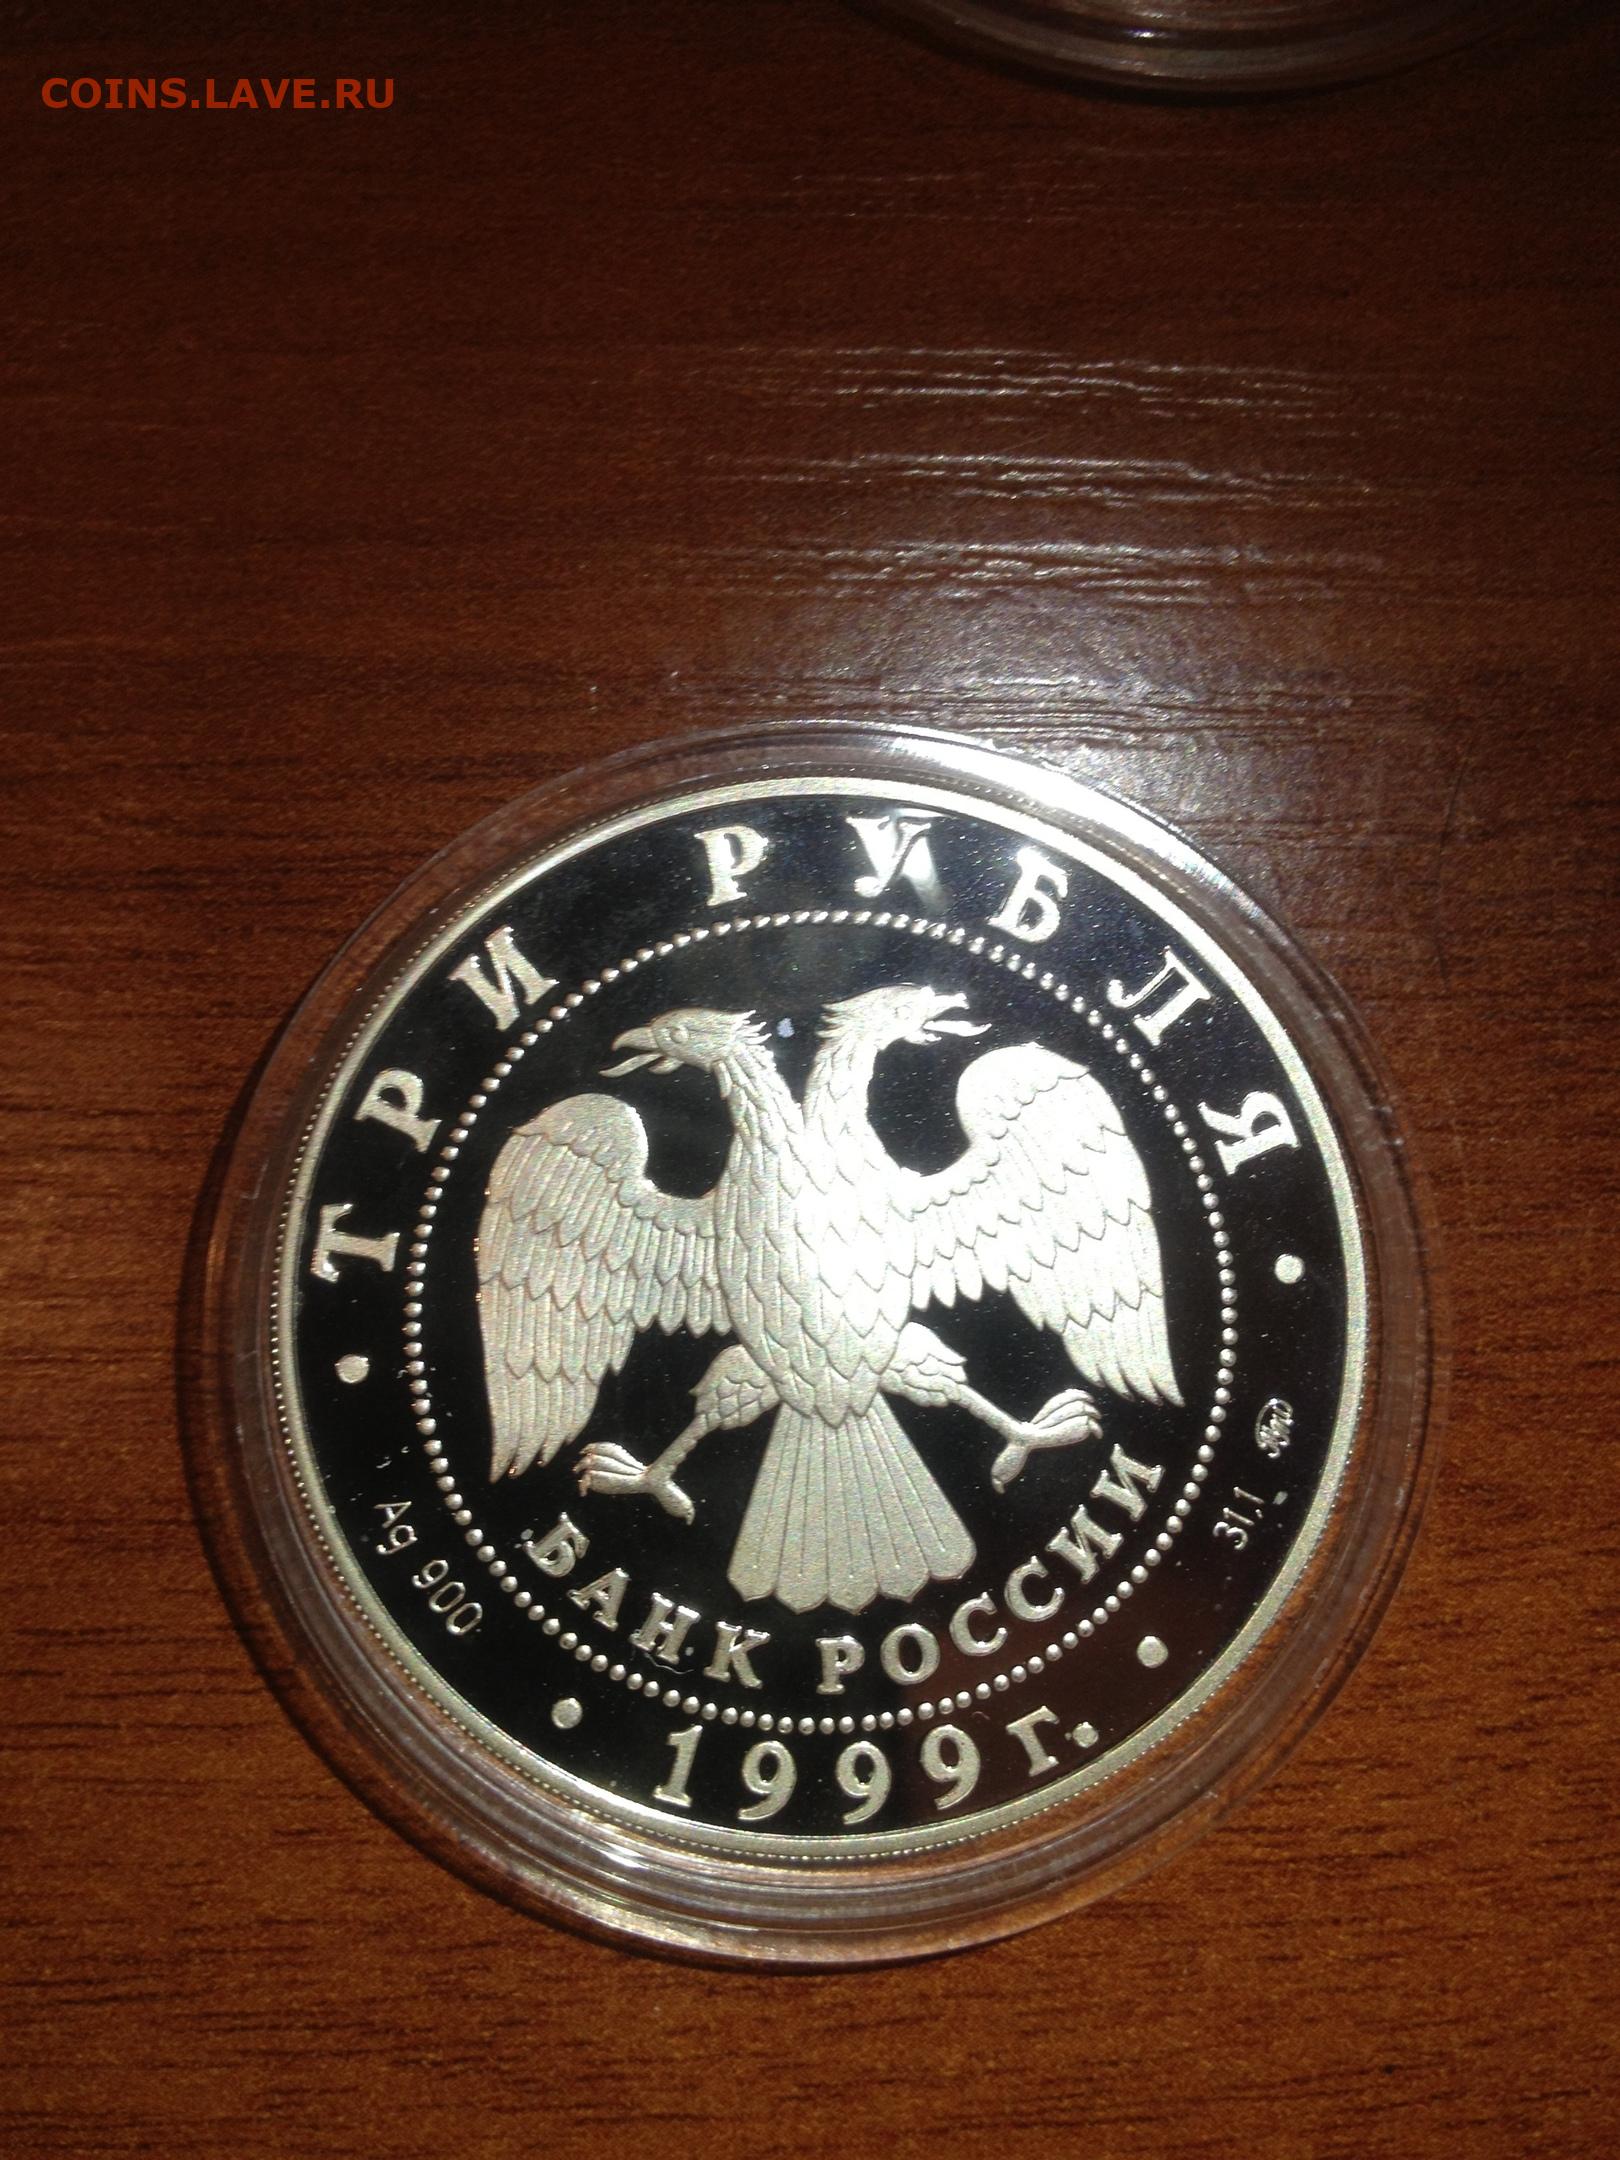 COINS.LAVE.RU
ТРИ РУБЛЯ
БАНК РОССИИ
Ag 900
31,1
1999 г.